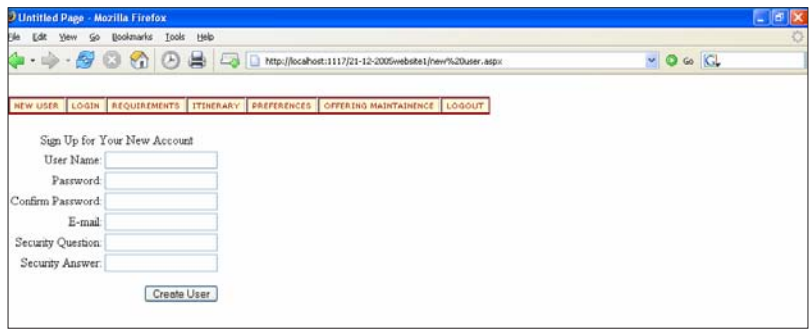 Untitled Page - Mozilla Firefox
File Edit View Go Bookmarks Tools Help
http://localhost:1117/21-12-2005website1/new%20user.aspx Go
NEW USER LOGIN REQUIREMENTS ITINERARY PREFERENCES OFFERING MAINTAINENCE LOGOUT
Sign Up for Your New Account
User Name:
Password:
Confirm Password:
E-mail:
Security Question:
Security Answer:
Create User